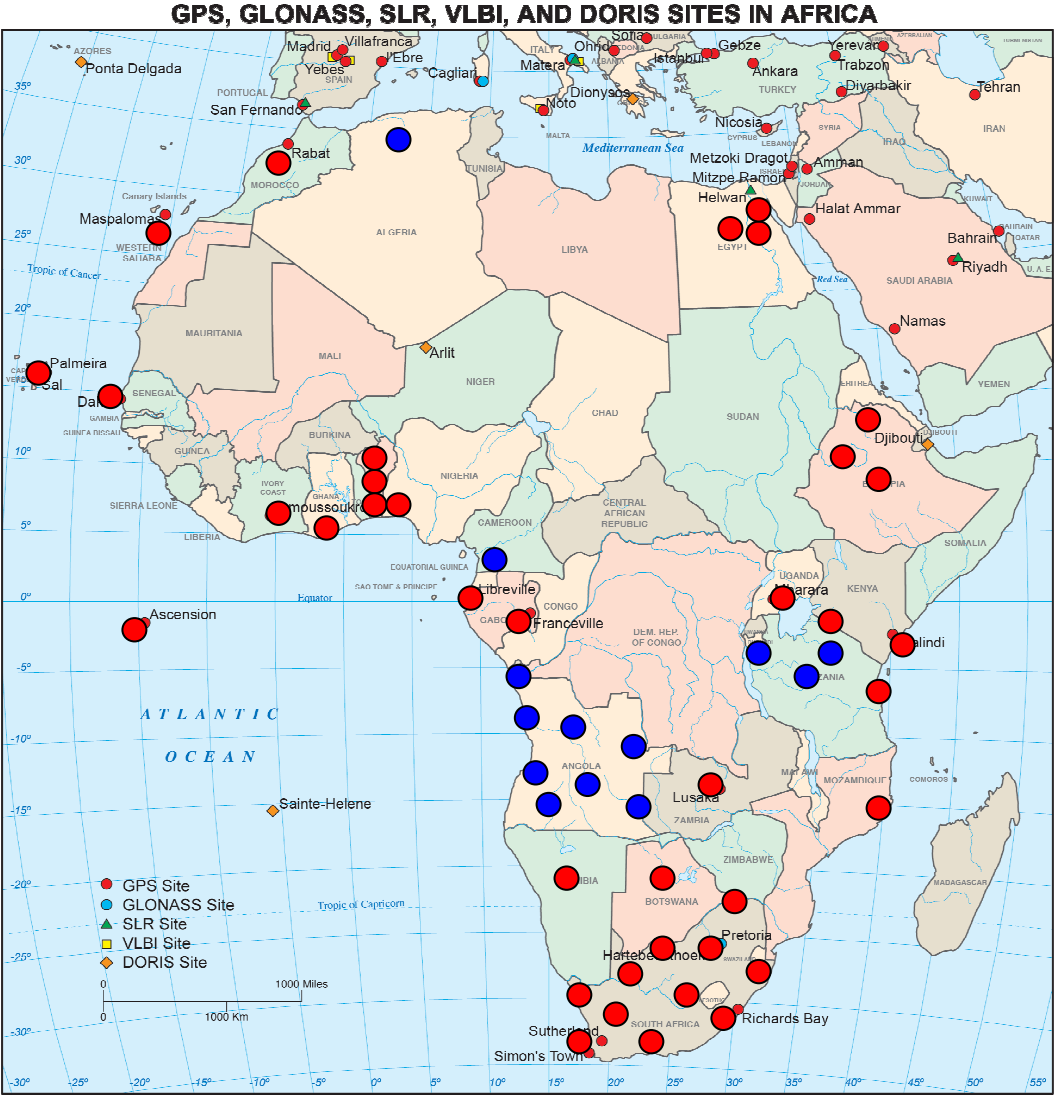 GPS, GLONASS, SLR, VLBI, AND DORIS SITES IN AFRICA
AZORES
Ponta Delgada
Madrid
Villafranca
Yebes
l'Ebre
SPAIN
PORTUGAL
San Fernando
Cagliari
ITALY
Matera
Noto
MALTA
Ohrid
Sofia
BULGARIA
ALBANIA
Dionysos
Istanbul
Gebze
Ankara
TURKEY
Yerevan
Trabzon
Diyarbakir
AZERBAIJAN
Tehran
IRAN
IRAQ
SYRIA
Nicosia
CYPRUS
LEBANON
Metzoki Dragot
Mitzpe Ramon
Amman
JORDAN
KUWAIT
Mediterranean Sea
35°
30°
25°
20°
15°
10°
5°
0°
-5°
-10°
-15°
-20°
-25°
-30°
Rabat
MOROCCO
TUNISIA
Canary Islands
Maspalomas
WESTERN
SAHARA
Tropic of Cancer
ALGERIA
LIBYA
Helwan
EGYPT
Halat Ammar
Bahrain
BAHRAIN
QATAR
Riyadh
U. A. E.
SAUDI ARABIA
Red Sea
Namas
YEMEN
MAURITANIA
MALI
Arlit
NIGER
CHAD
SUDAN
ERITREA
Djibouti
DJIBOUTI
Palmeira
Sal
SENEGAL
GAMBIA
GUINEA BISSAU
GUINEA
BURKINA
SIERRA LEONE
LIBERIA
IVORY
COAST
GHANA
NIGERIA
CAMEROON
CENTRAL
AFRICAN
REPUBLIC
SOMALIA
EQUATORIAL GUINEA
SAO TOME & PRINCIPE
Equator
Libreville
Franceville
CONGO
DEM. REP.
OF CONGO
UGANDA
Mbarara
KENYA
Ascension
ATLANTIC
OCEAN
Sainte-Helene
ANGOLA
Lusaka
ZAMBIA
MALAWI
MOZAMBIQUE
COMOROS
ZIMBABWE
BOTSWANA
MADAGASCAR
Tropic of Capricorn
Pretoria
SOUTH AFRICA
Richards Bay
Sutherland
Simon's Town
GPS Site
GLONASS Site
SLR Site
VLBI Site
DORIS Site
0
1000 Miles
0
1000 Km
-30°
-25°
-20°
-15°
-10°
-5°
0°
5°
10°
15°
20°
25°
30°
35°
40°
45°
50°
55°